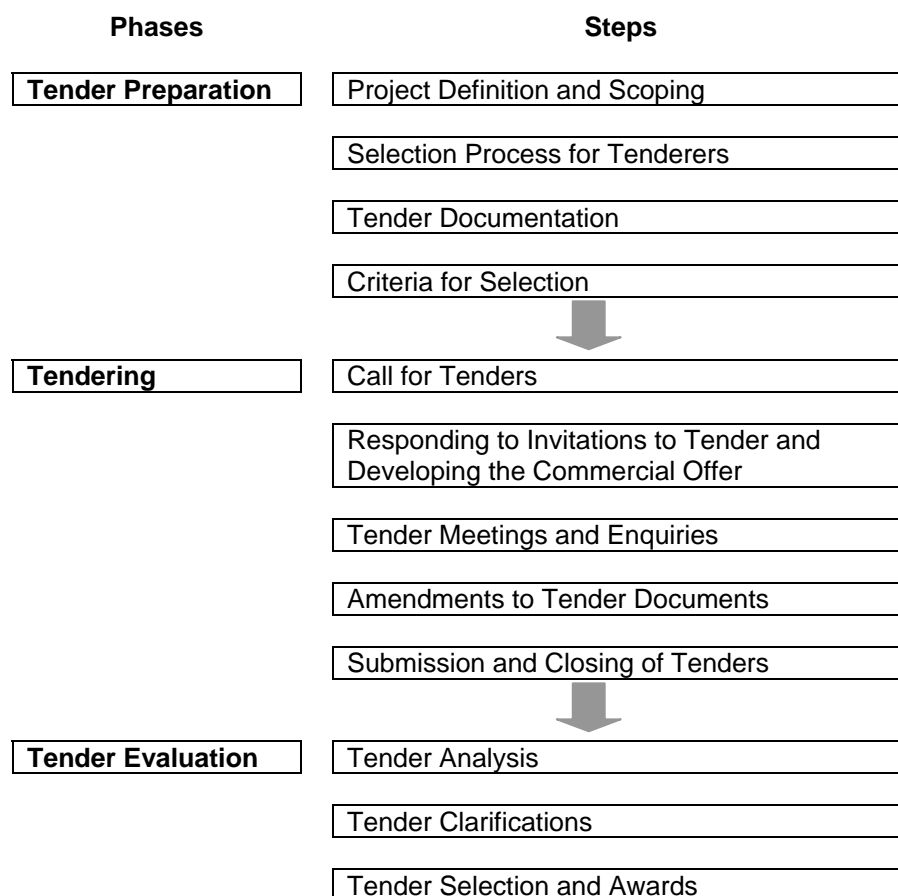 Phases Steps
Tender Preparation Project Definition and Scoping
Selection Process for Tenderers
Tender Documentation
Criteria for Selection
Tendering Call for Tenders
Responding to Invitations to Tender and
Developing the Commercial Offer
Tender Meetings and Enquiries
Amendments to Tender Documents
Submission and Closing of Tenders
Tender Evaluation Tender Analysis
Tender Clarifications
Tender Selection and Awards